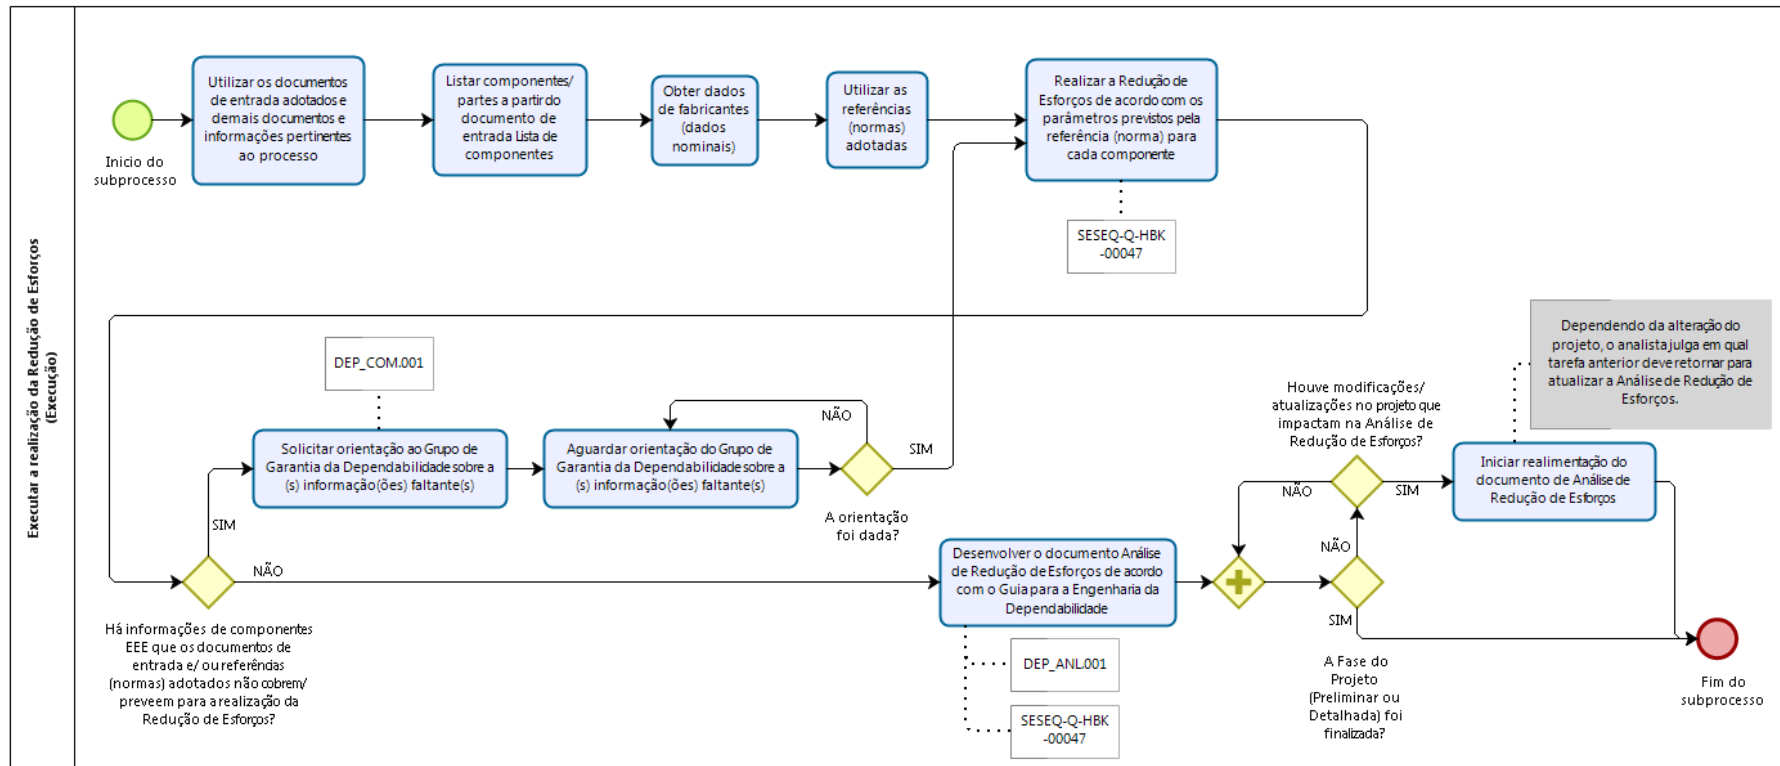 Executar a realização da Redução de Esforços
(Execução)
Inicio do
subprocesso
Utilizar os documentos
de entrada adotados e
demais documentos e
informações pertinentes
ao processo
Listar componentes/
partes a partir do
documento de
entrada Lista de
componentes
Obter dados
de fabricantes
(dados
nominais)
Utilizar as
referências
(normas)
adotadas
Realizar a Redução de
Esforços de acordo com os
parâmetros previstos pela
referência (norma) para
cada componente
SESEQ-Q-HBK
-00047
Há informações de componentes
EEE que os documentos de
entrada e/ ou referências
(normas) adotados não cobrem/
preveem para a realização da
Redução de Esforços?
SIM
NÃO
DEP_COM.001
Solicitar orientação ao Grupo de
Garantia da Dependabilidade sobre a
(s) informação(ões) faltante(s)
Aguardar orientação do Grupo de
Garantia da Dependabilidade sobre a
(s) informação(ões) faltante(s)
NÃO
SIM
A orientação
foi dada?
Desenvolver o documento Análise
de Redução de Esforços de acordo
com o Guia para a Engenharia da
Dependabilidade
DEP_ANL.001
SESEQ-Q-HBK
-00047
A Fase do
Projeto
(Preliminar ou
Detalhada) foi
finalizada?
NÃO
SIM
Houve modificações/
atualizações no projeto que
impactam na Análise de
Redução de Esforços?
NÃO
SIM
Iniciar realimentação do
documento de Análise de
Redução de Esforços
Dependendo da alteração do
projeto, o analista julga em qual
tarefa anterior deve retornar para
atualizar a Análise de Redução de
Esforços.
Fim do
subprocesso